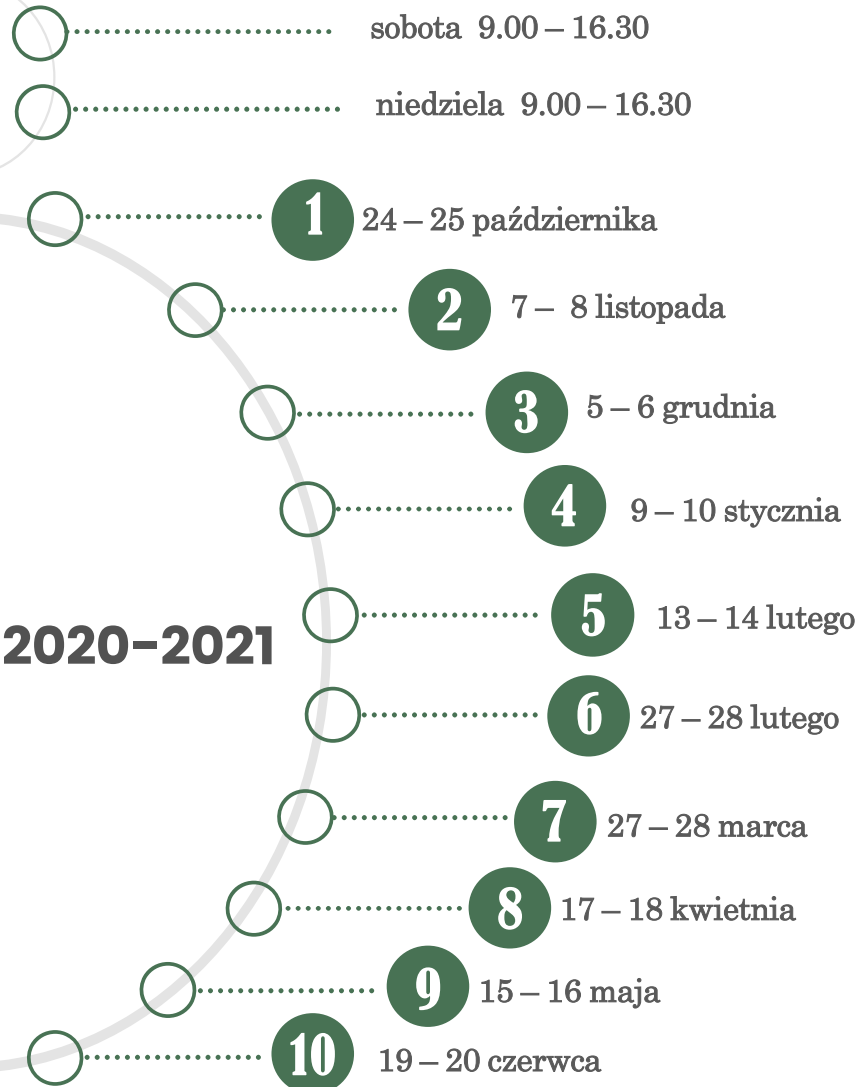 sobota 9.00 – 16.30
niedziela 9.00 – 16.30
1 24 – 25 października
2 7 – 8 listopada
3 5 – 6 grudnia
4 9 – 10 stycznia
5 13 – 14 lutego
2020-2021
6 27 – 28 lutego
7 27 – 28 marca
8 17 – 18 kwietnia
9 15 – 16 maja
10 19 – 20 czerwca